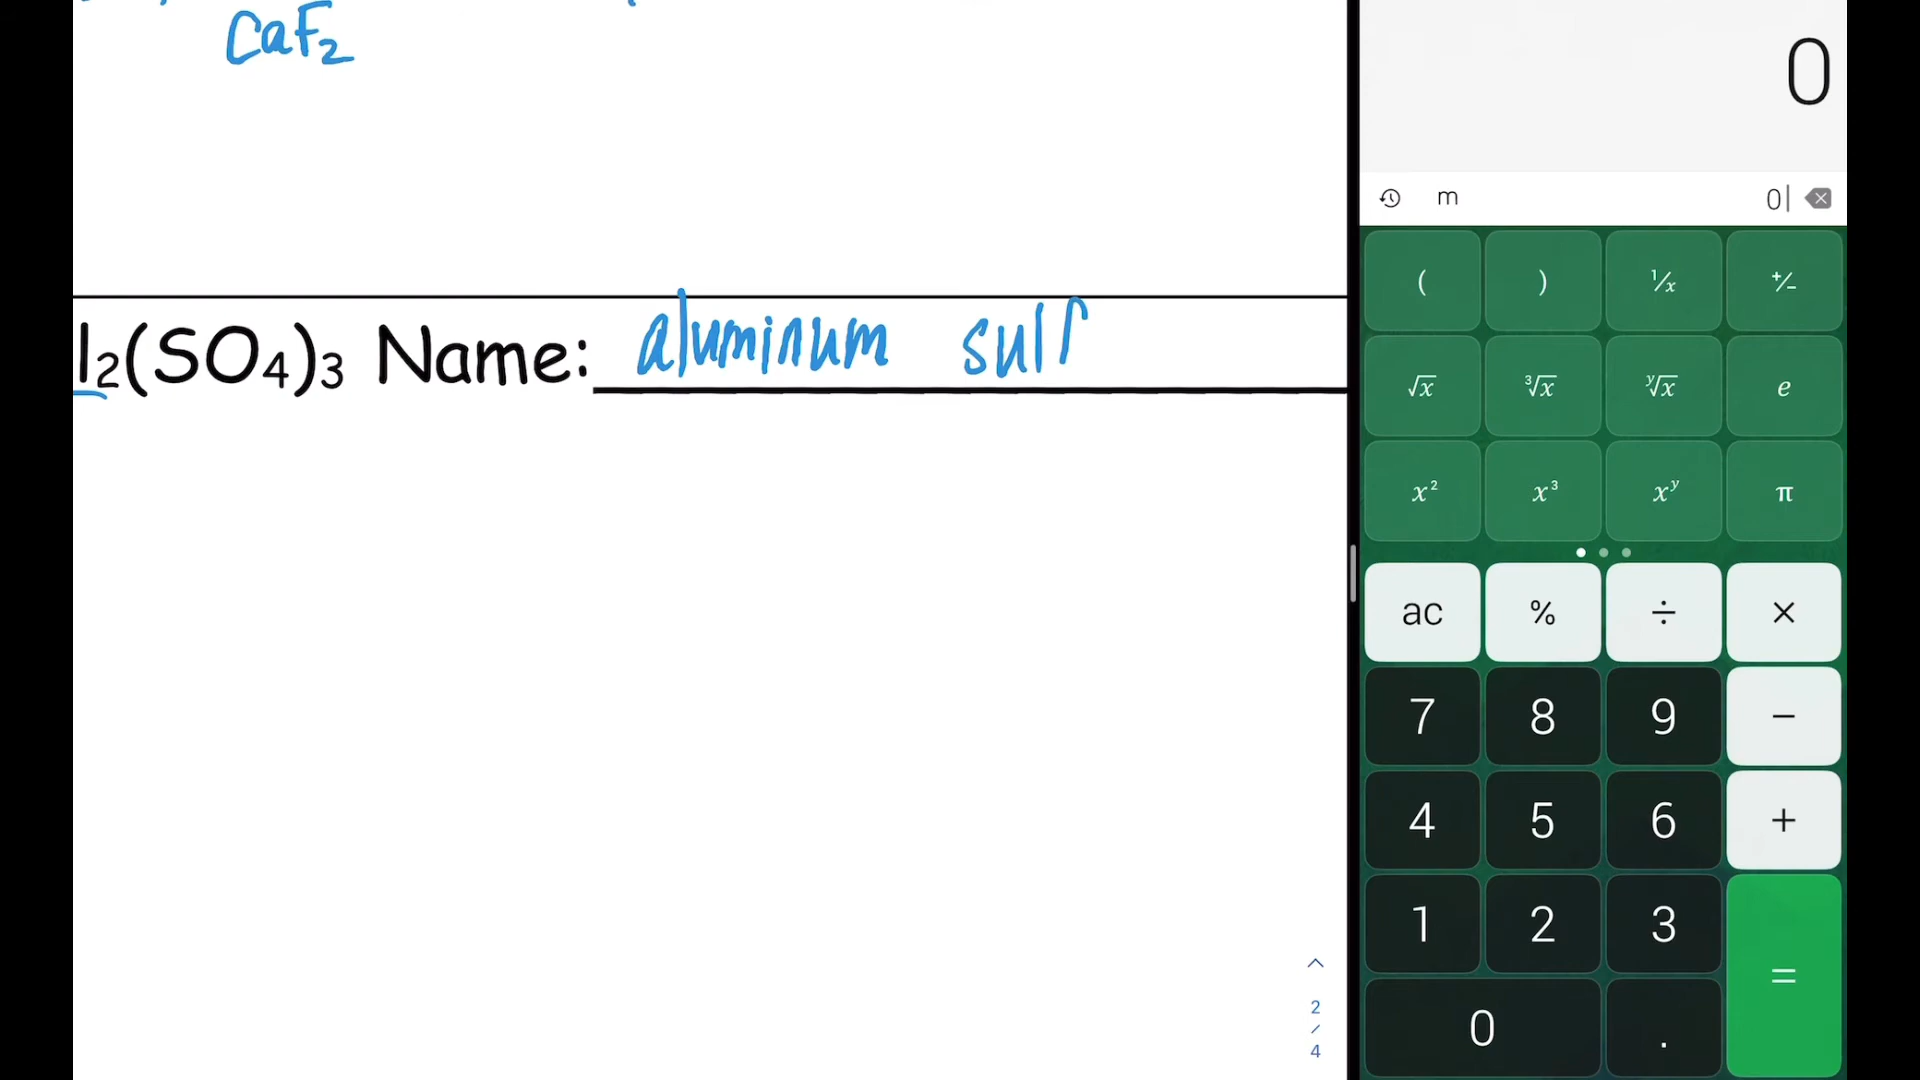 CaF₂
0
m 0
l₂(SO₄)₃ Name: aluminum sulf
( ) ¹/x +/-
√x ³√x ʸ√x e
x² x³ xʸ π
ac % ÷ ×
7 8 9 −
4 5 6 +
1 2 3 =
0 .
2
/
4